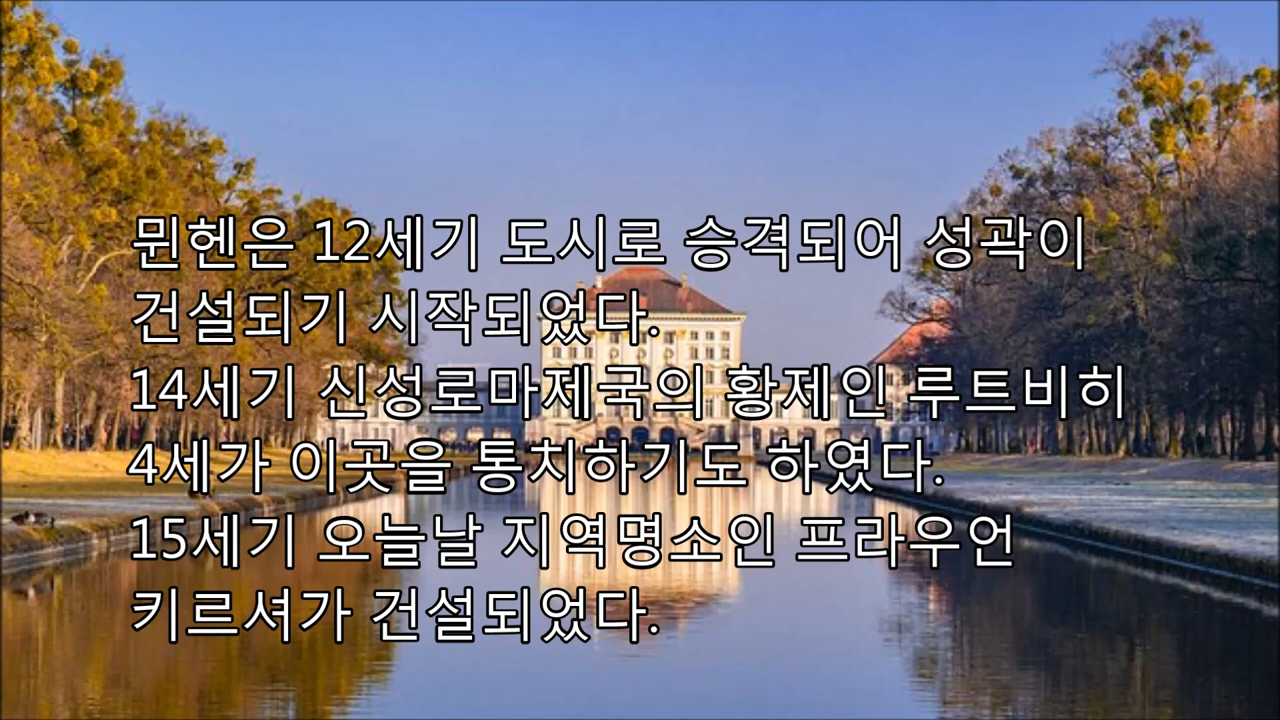 뮌헨은 12세기 도시로 승격되어 성곽이
건설되기 시작되었다.
14세기 신성로마제국의 황제인 루트비히
4세가 이곳을 통치하기도 하였다.
15세기 오늘날 지역명소인 프라우언
키르셔가 건설되었다.